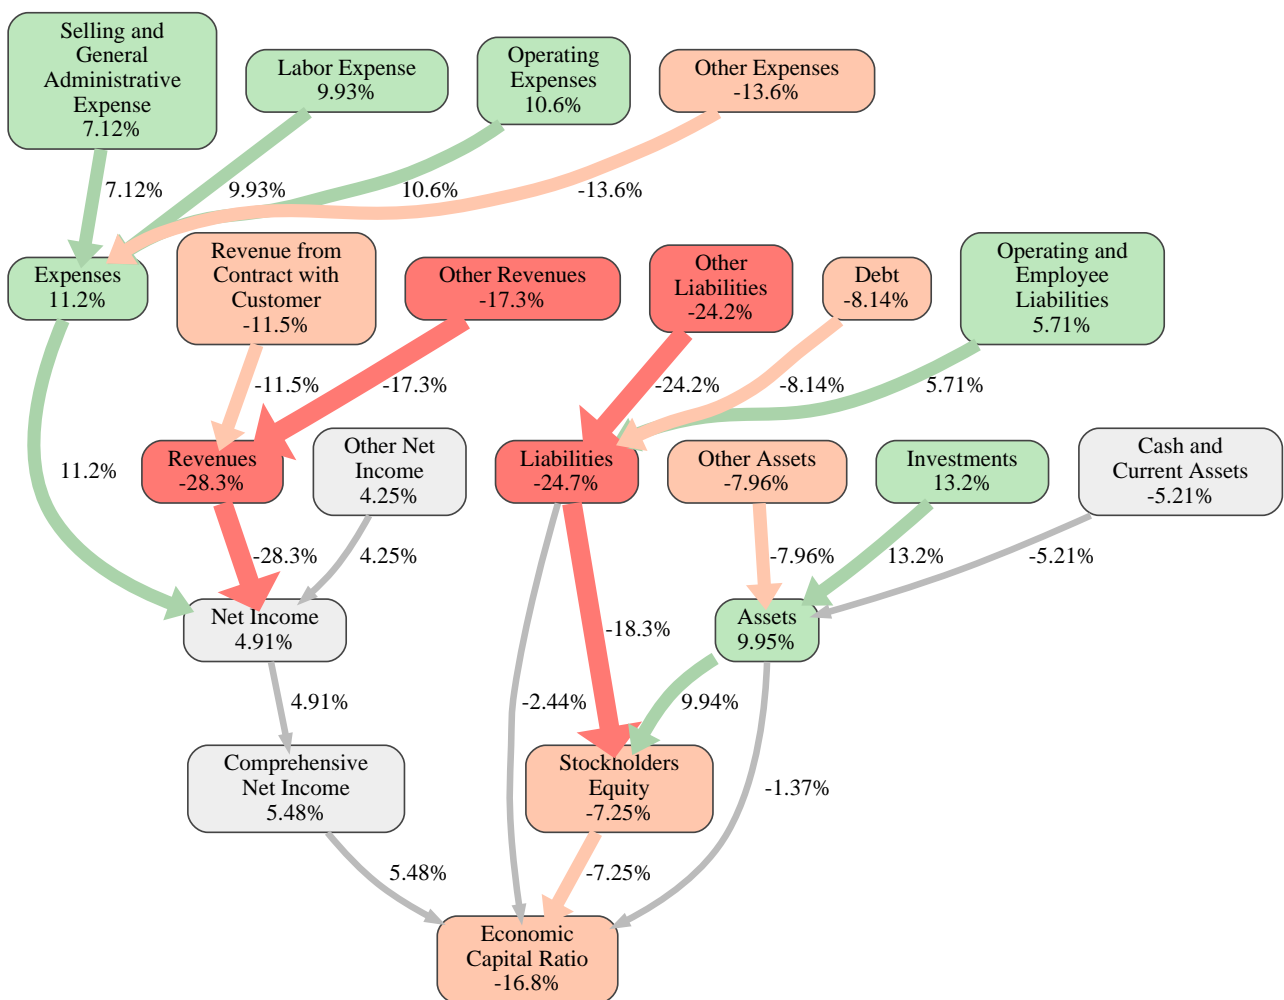 Selling and
General
Administrative
Expense
7.12%
Labor Expense
9.93%
Operating
Expenses
10.6%
Other Expenses
-13.6%
7.12%
9.93%
10.6%
-13.6%
Expenses
11.2%
Revenue from
Contract with
Customer
-11.5%
Other Revenues
-17.3%
Other
Liabilities
-24.2%
Debt
-8.14%
Operating and
Employee
Liabilities
5.71%
-11.5%
-17.3%
-24.2%
-8.14%
5.71%
11.2%
Revenues
-28.3%
Other Net
Income
4.25%
Liabilities
-24.7%
Other Assets
-7.96%
Investments
13.2%
Cash and
Current Assets
-5.21%
-28.3%
4.25%
-7.96%
13.2%
-5.21%
Net Income
4.91%
-18.3%
Assets
9.95%
4.91%
-2.44%
9.94%
Comprehensive
Net Income
5.48%
Stockholders
Equity
-7.25%
-1.37%
5.48%
-7.25%
Economic
Capital Ratio
-16.8%